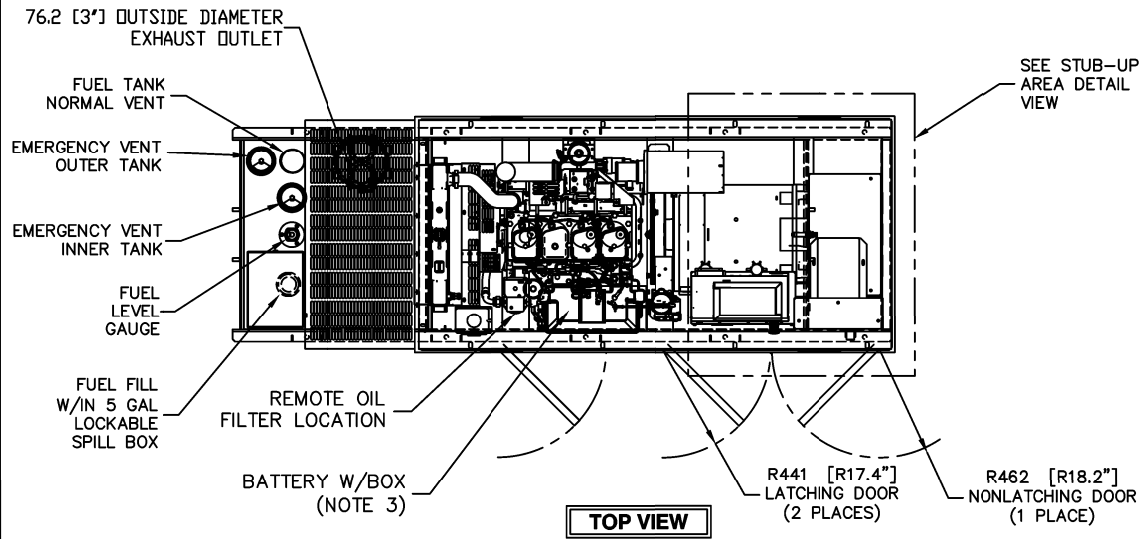 76.2 [3"] OUTSIDE DIAMETER
EXHAUST OUTLET
FUEL TANK
NORMAL VENT
EMERGENCY VENT
OUTER TANK
EMERGENCY VENT
INNER TANK
FUEL
LEVEL
GAUGE
FUEL FILL
W/IN 5 GAL
LOCKABLE
SPILL BOX
REMOTE OIL
FILTER LOCATION
BATTERY W/BOX
(NOTE 3)
SEE STUB-UP
AREA DETAIL
VIEW
R441 [R17.4"]
LATCHING DOOR
(2 PLACES)
R462 [R18.2"]
NONLATCHING DOOR
(1 PLACE)
TOP VIEW